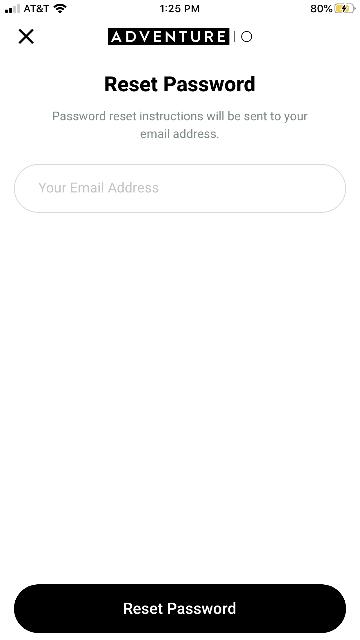 AT&T
1:25 PM
80%
ADVENTURE IO
Reset Password
Password reset instructions will be sent to your
email address.
Your Email Address
Reset Password